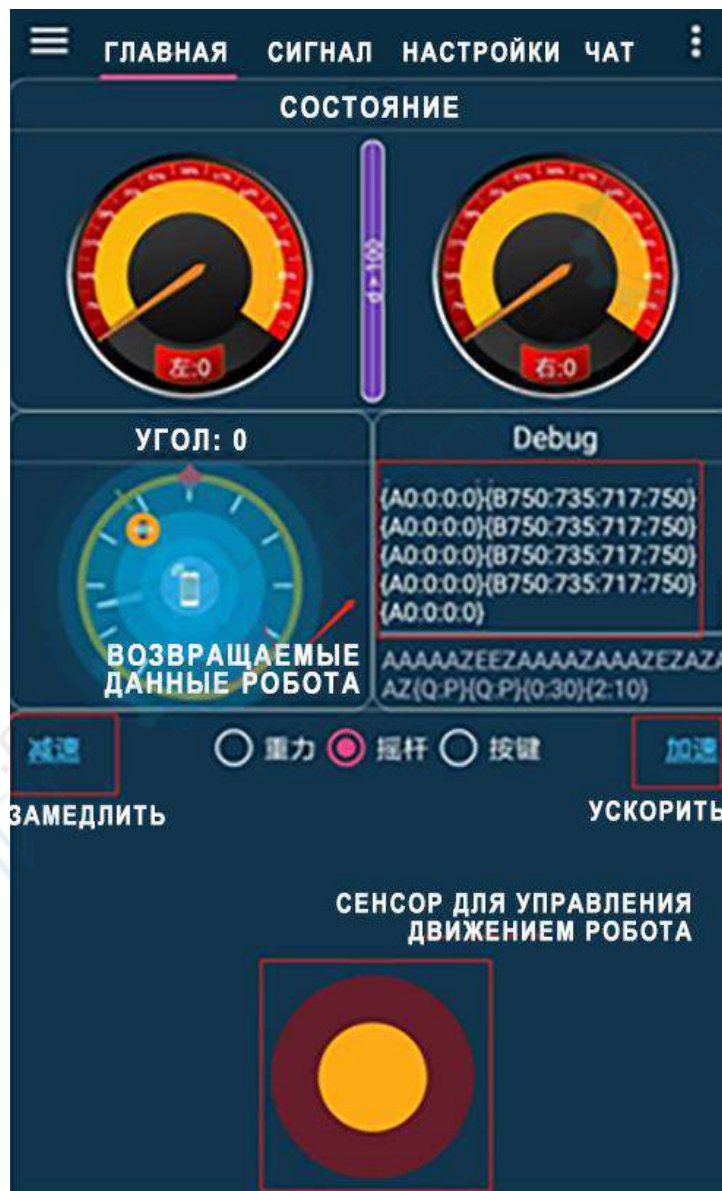 ГЛАВНАЯ СИГНАЛ НАСТРОЙКИ ЧАТ
СОСТОЯНИЕ
左:0
右:0
УГОЛ: 0
Debug
{A0:0:0:0}{B750:735:717:750}
{A0:0:0:0}{B750:735:717:750}
{A0:0:0:0}{B750:735:717:750}
{A0:0:0:0}{B750:735:717:750}
{A0:0:0:0}
ВОЗВРАЩАЕМЫЕ
ДАННЫЕ РОБОТА
AAAAAZEEZAAAAZAAAZEZAZA
AZ{Q:P}{Q:P}{0:30}{2:10}
减速 重力 摇杆 按键 加速
ЗАМЕДЛИТЬ
УСКОРИТЬ
СЕНСОР ДЛЯ УПРАВЛЕНИЯ
ДВИЖЕНИЕМ РОБОТА